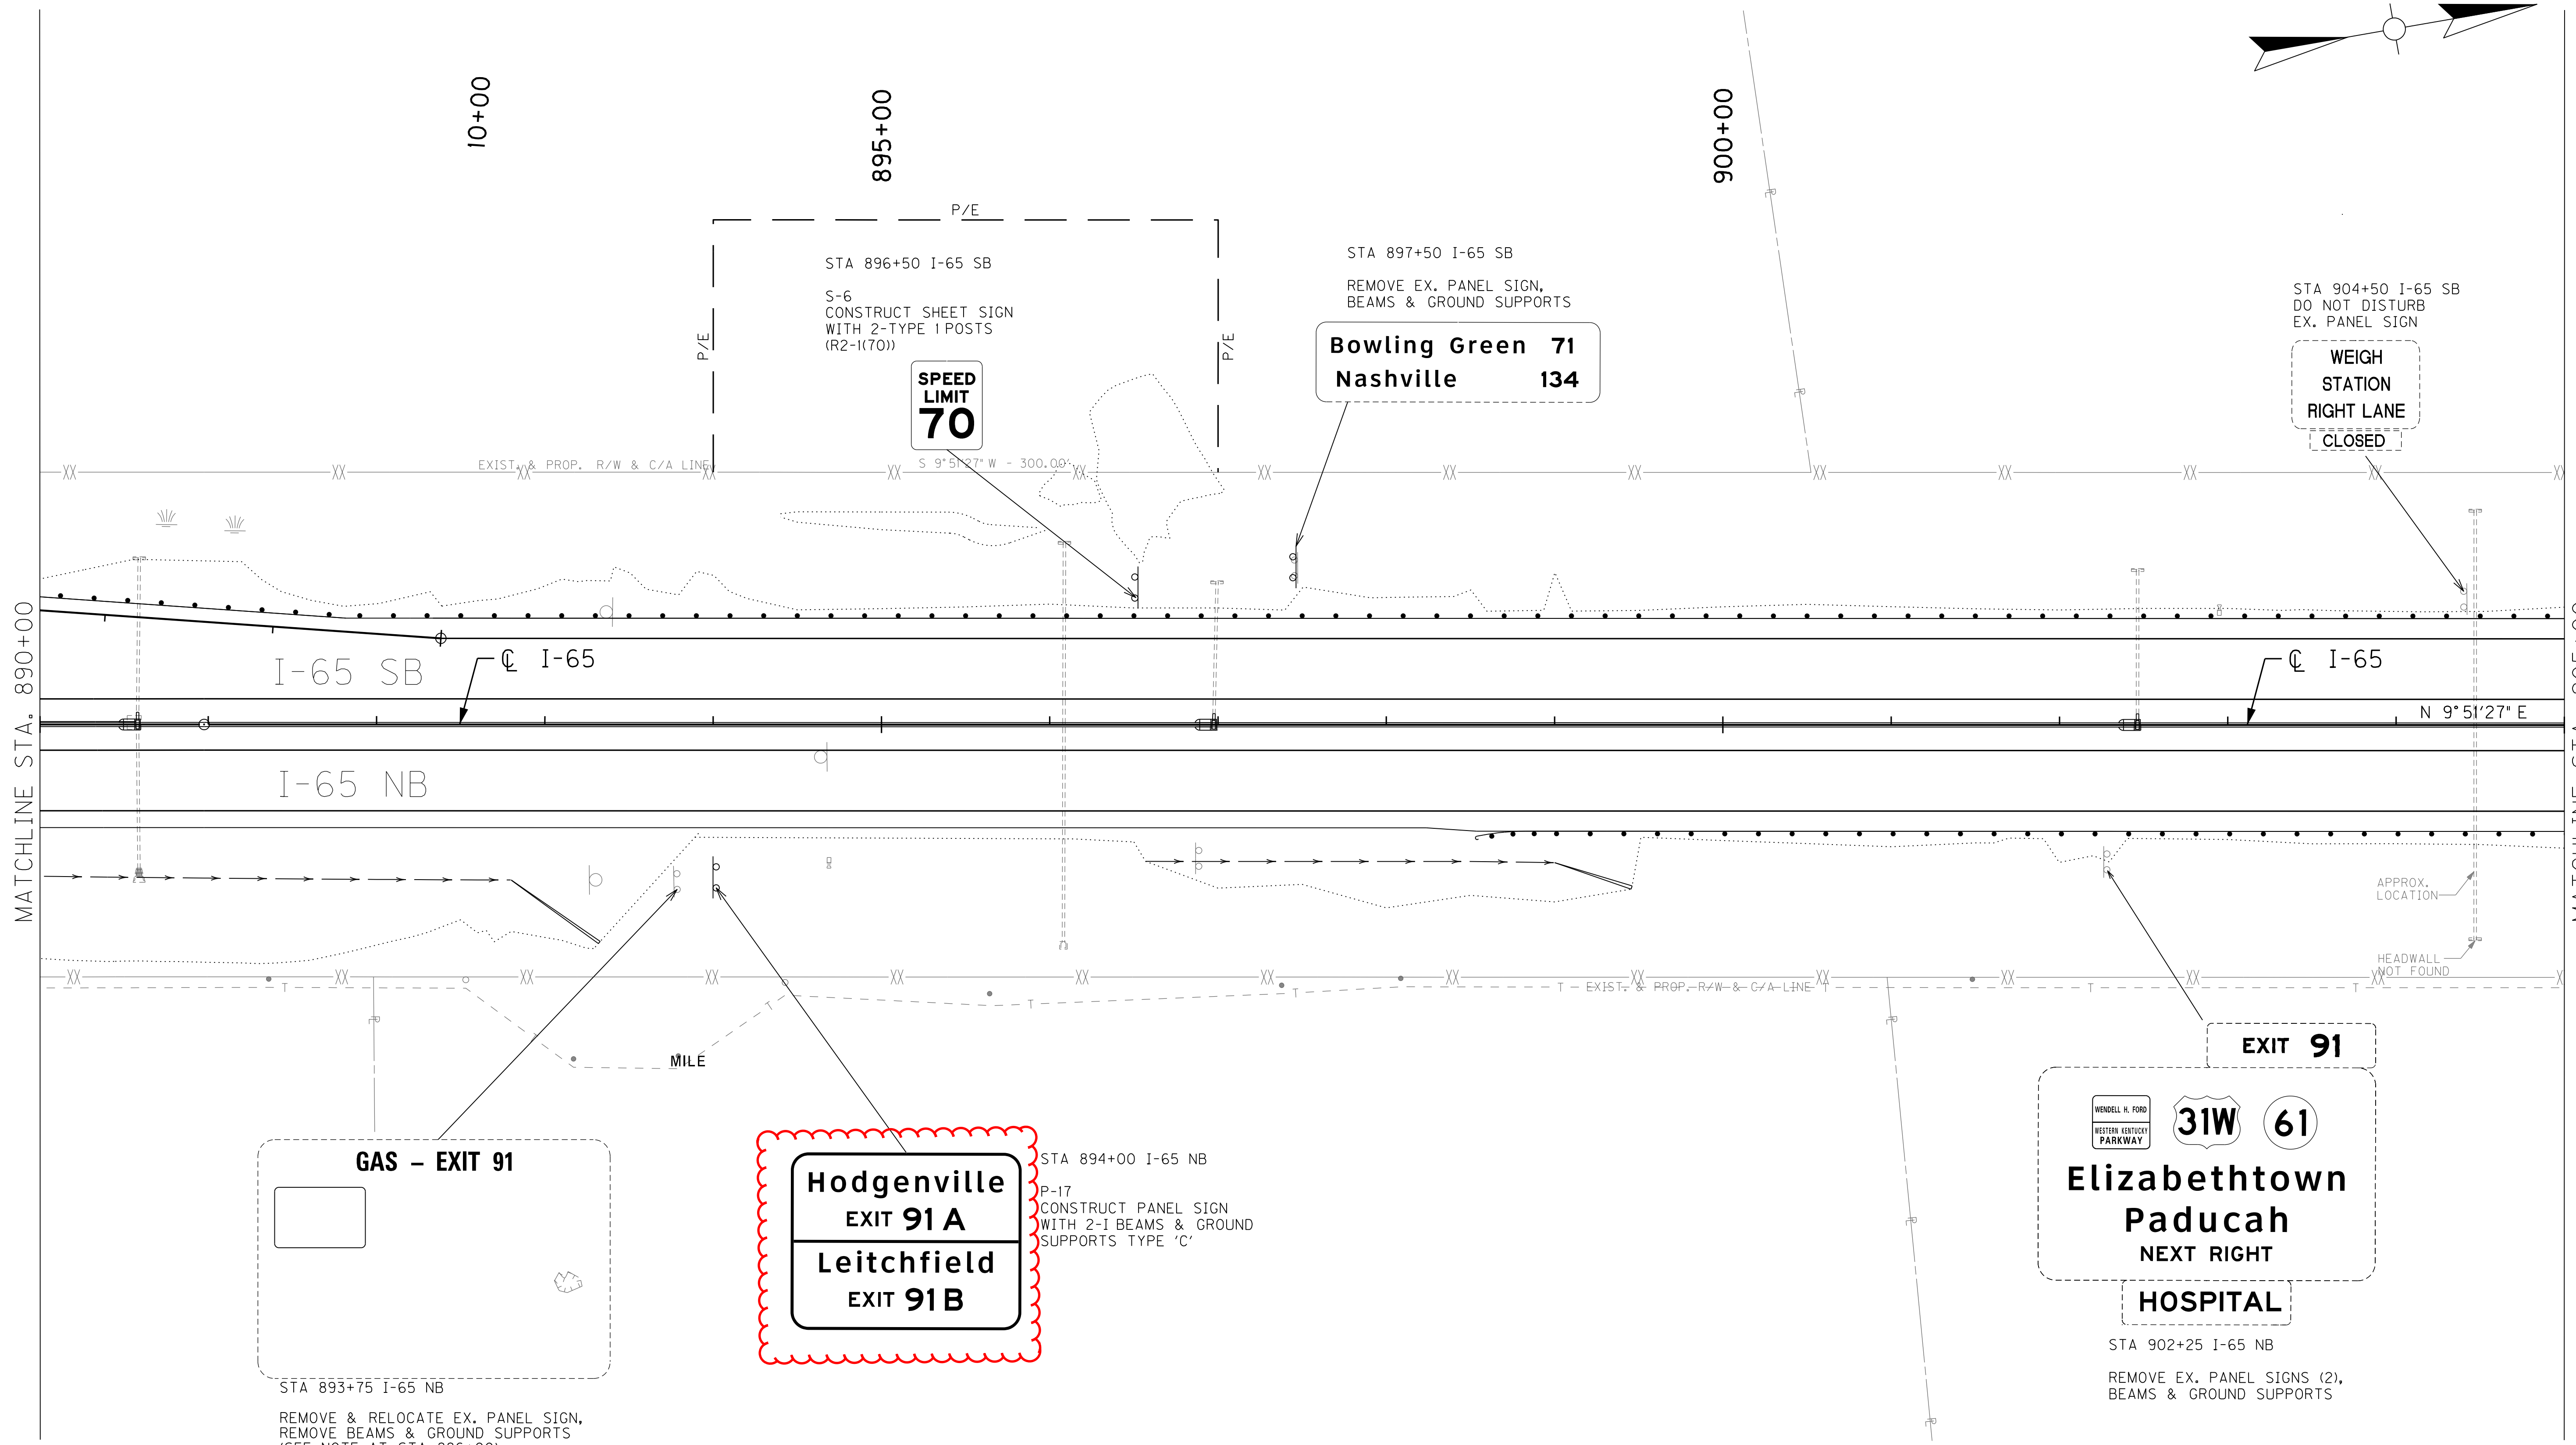 10+00
895+00
900+00
P/E
P/E
P/E
STA 896+50 I-65 SB
S-6
CONSTRUCT SHEET SIGN
WITH 2-TYPE 1 POSTS
(R2-1(70))
SPEED
LIMIT
70
STA 897+50 I-65 SB
REMOVE EX. PANEL SIGN,
BEAMS & GROUND SUPPORTS
Bowling Green 71
Nashville 134
STA 904+50 I-65 SB
DO NOT DISTURB
EX. PANEL SIGN
WEIGH
STATION
RIGHT LANE
CLOSED
EXIST. & PROP. R/W & C/A LINE
S 9°51'27" W - 300.00'
MATCHLINE STA. 890+00
I-65 SB
℄ I-65
℄ I-65
N 9°51'27" E
I-65 NB
APPROX.
LOCATION
HEADWALL
NOT FOUND
T EXIST. & PROP. R/W & C/A LINE T
MILE
GAS – EXIT 91
STA 893+75 I-65 NB
REMOVE & RELOCATE EX. PANEL SIGN,
REMOVE BEAMS & GROUND SUPPORTS
Hodgenville
EXIT 91 A
Leitchfield
EXIT 91 B
STA 894+00 I-65 NB
P-17
CONSTRUCT PANEL SIGN
WITH 2-I BEAMS & GROUND
SUPPORTS TYPE 'C'
EXIT 91
WENDELL H. FORD
WESTERN KENTUCKY
PARKWAY
31W
61
Elizabethtown
Paducah
NEXT RIGHT
HOSPITAL
STA 902+25 I-65 NB
REMOVE EX. PANEL SIGNS (2),
BEAMS & GROUND SUPPORTS